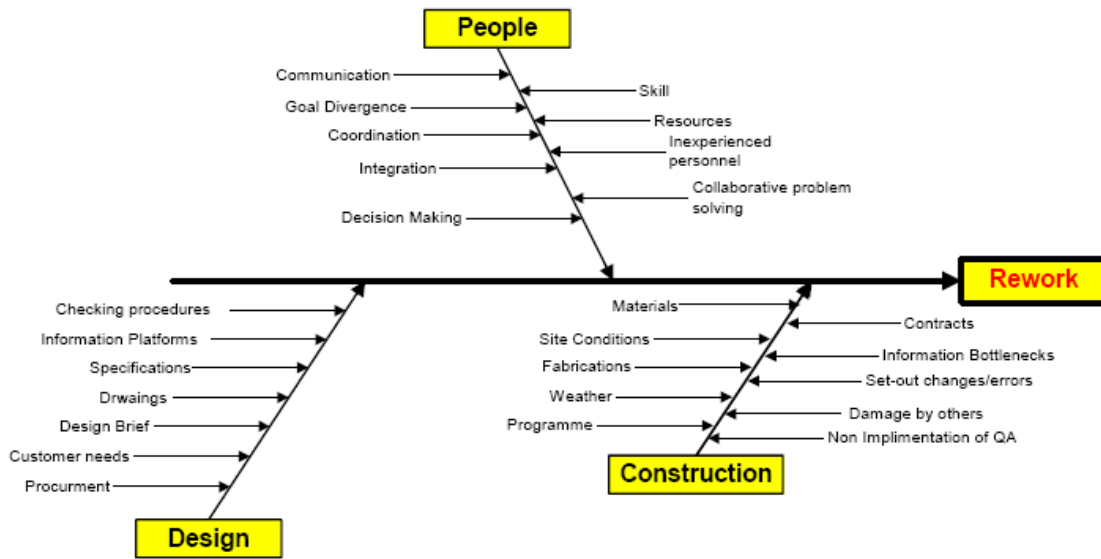 People
Communication
Skill
Goal Divergence
Resources
Coordination
Inexperienced
personnel
Integration
Collaborative problem
solving
Decision Making
Rework
Checking procedures
Information Platforms
Specifications
Drwaings
Design Brief
Customer needs
Procurment
Design
Materials
Contracts
Site Conditions
Information Bottlenecks
Fabrications
Set-out changes/errors
Weather
Damage by others
Programme
Non Implimentation of QA
Construction